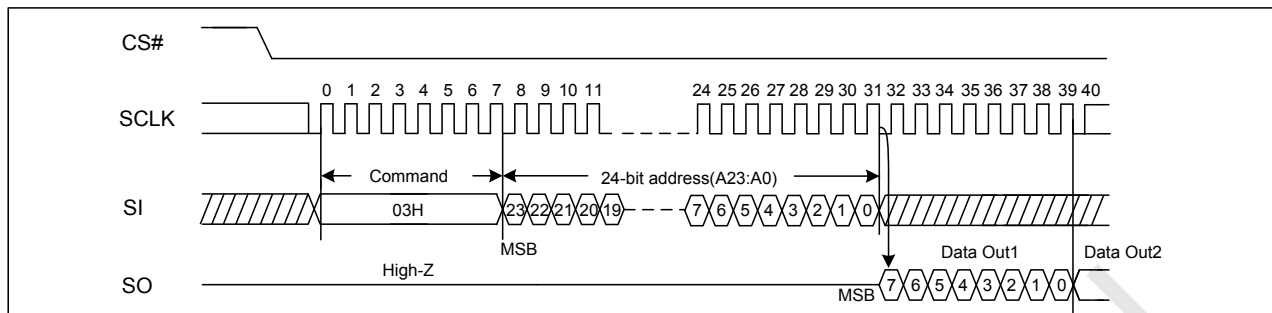 CS#
0 1 2 3 4 5 6 7 8 9 10 11 24 25 26 27 28 29 30 31 32 33 34 35 36 37 38 39 40
SCLK
Command 24-bit address(A23:A0)
SI 03H 23 22 21 20 19 7 6 5 4 3 2 1 0
MSB Data Out1 Data Out2
High-Z
SO MSB 7 6 5 4 3 2 1 0